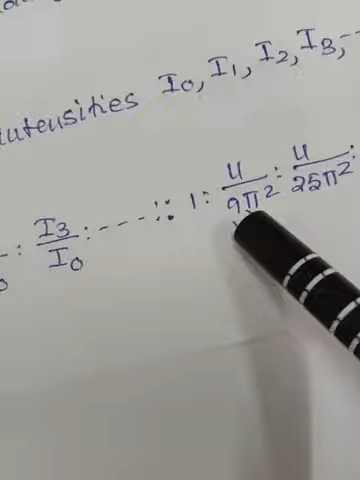 intensities I0, I1, I2, I3, --
: I3/I0 : ---- :: 1 : 4/9π² : 4/25π² :